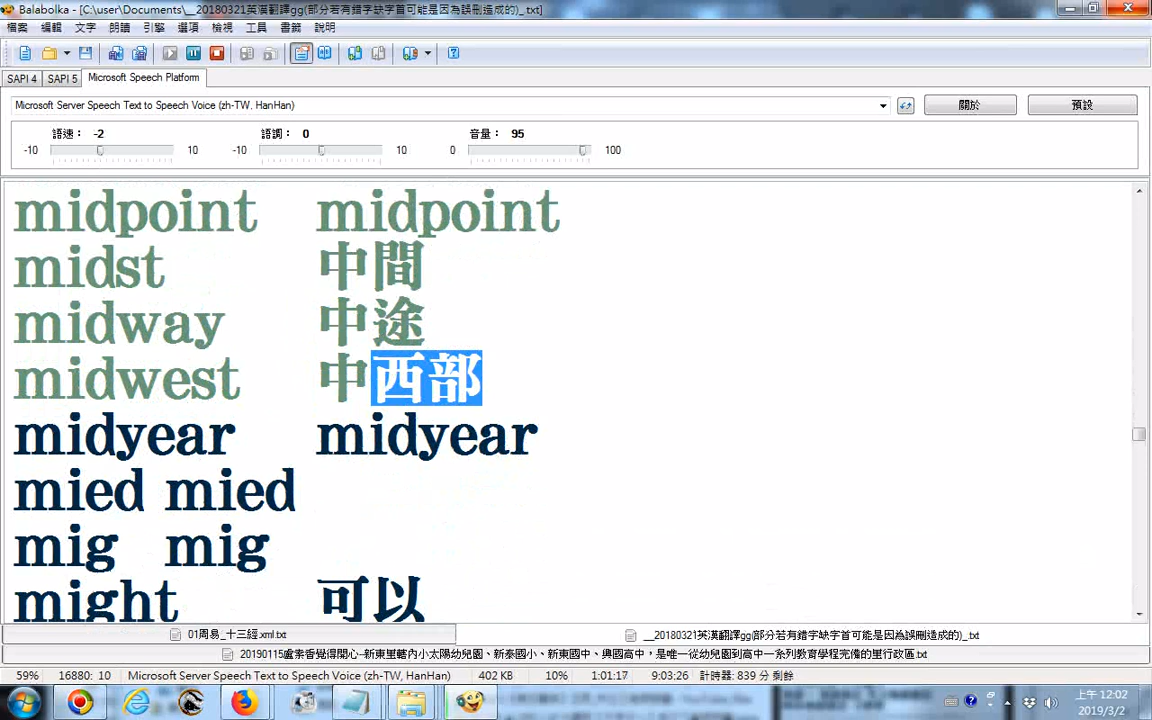 Balabolka - [C:\user\Documents\__20180321英漢翻譯gg(部分若有錯字缺字首可能是因為誤刪造成的)_.txt]
檔案 編輯 文字 朗讀 引擎 選項 檢視 工具 書籤 說明
SAPI 4 SAPI 5 Microsoft Speech Platform
Microsoft Server Speech Text to Speech Voice (zh-TW, HanHan) 關於 預設
語速： -2 語調： 0 音量： 95
-10 10 -10 10 0 100
midpoint midpoint
midst 中間
midway 中途
midwest 中西部
midyear midyear
mied mied
mig mig
might 可以
01周易_十三經.xml.txt __20180321英漢翻譯gg(部分若有錯字缺字首可能是因為誤刪造成的)_.txt
20190115盧素香覺得開心-新東里轄內小太陽幼兒園、新泰國小、新東國中、興國高中，是唯一從幼兒園到高中一系列教育學程完備的里行政區.txt
59% 16880: 10 Microsoft Server Speech Text to Speech Voice (zh-TW, HanHan) 402 KB 10% 1:01:17 9:03:26 計時器: 839 分 剩餘
上午 12:02
2019/3/2